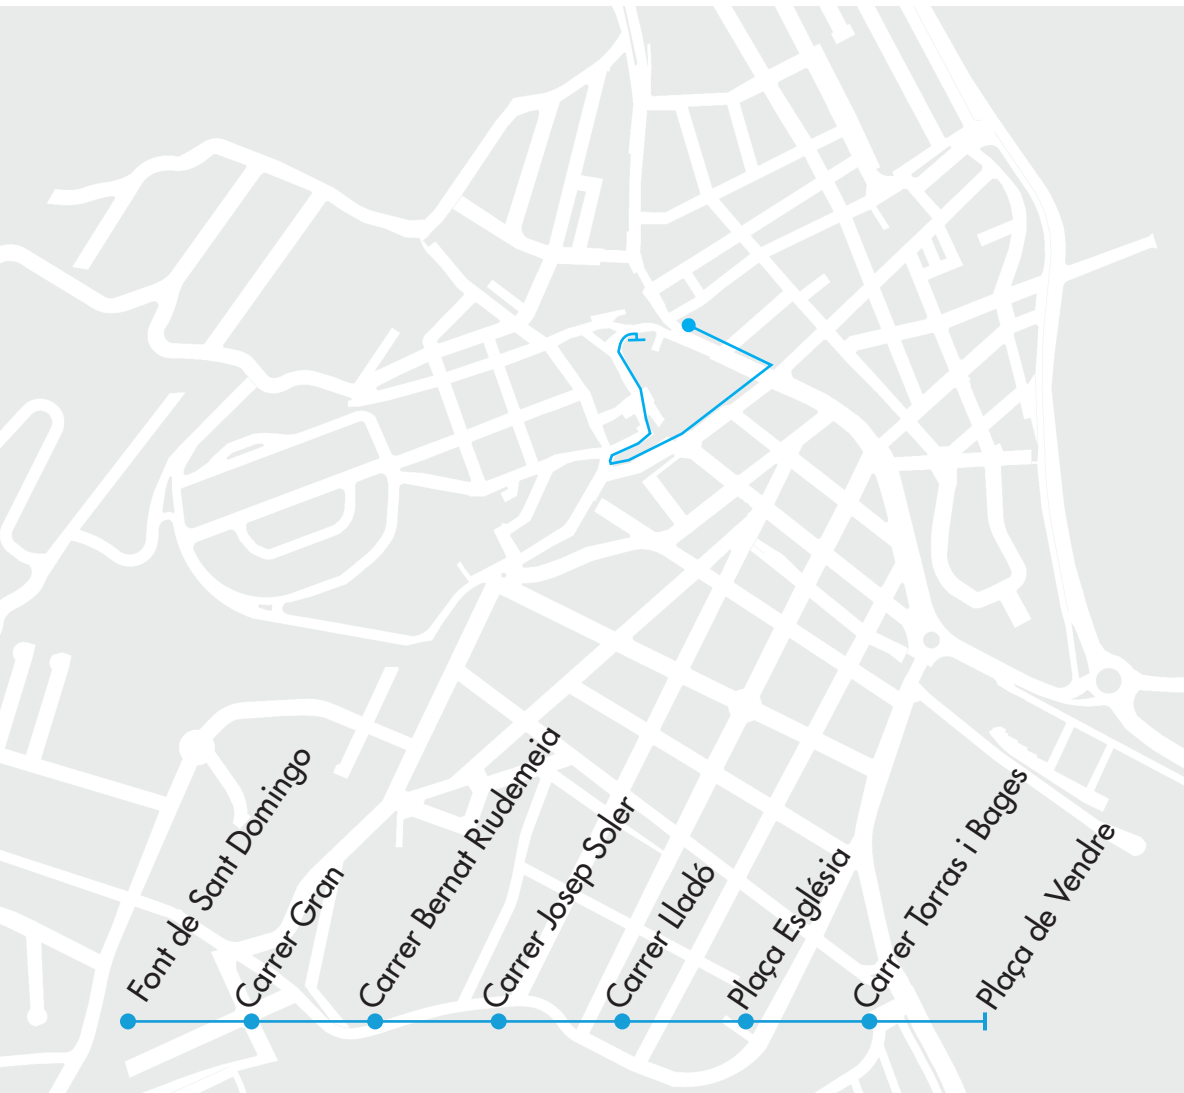 Font de Sant Domingo
Carrer Gran
Carrer Bernat Riudemeia
Carrer Josep Soler
Carrer Lladó
Plaça Església
Carrer Torras i Bages
Plaça de Vendre